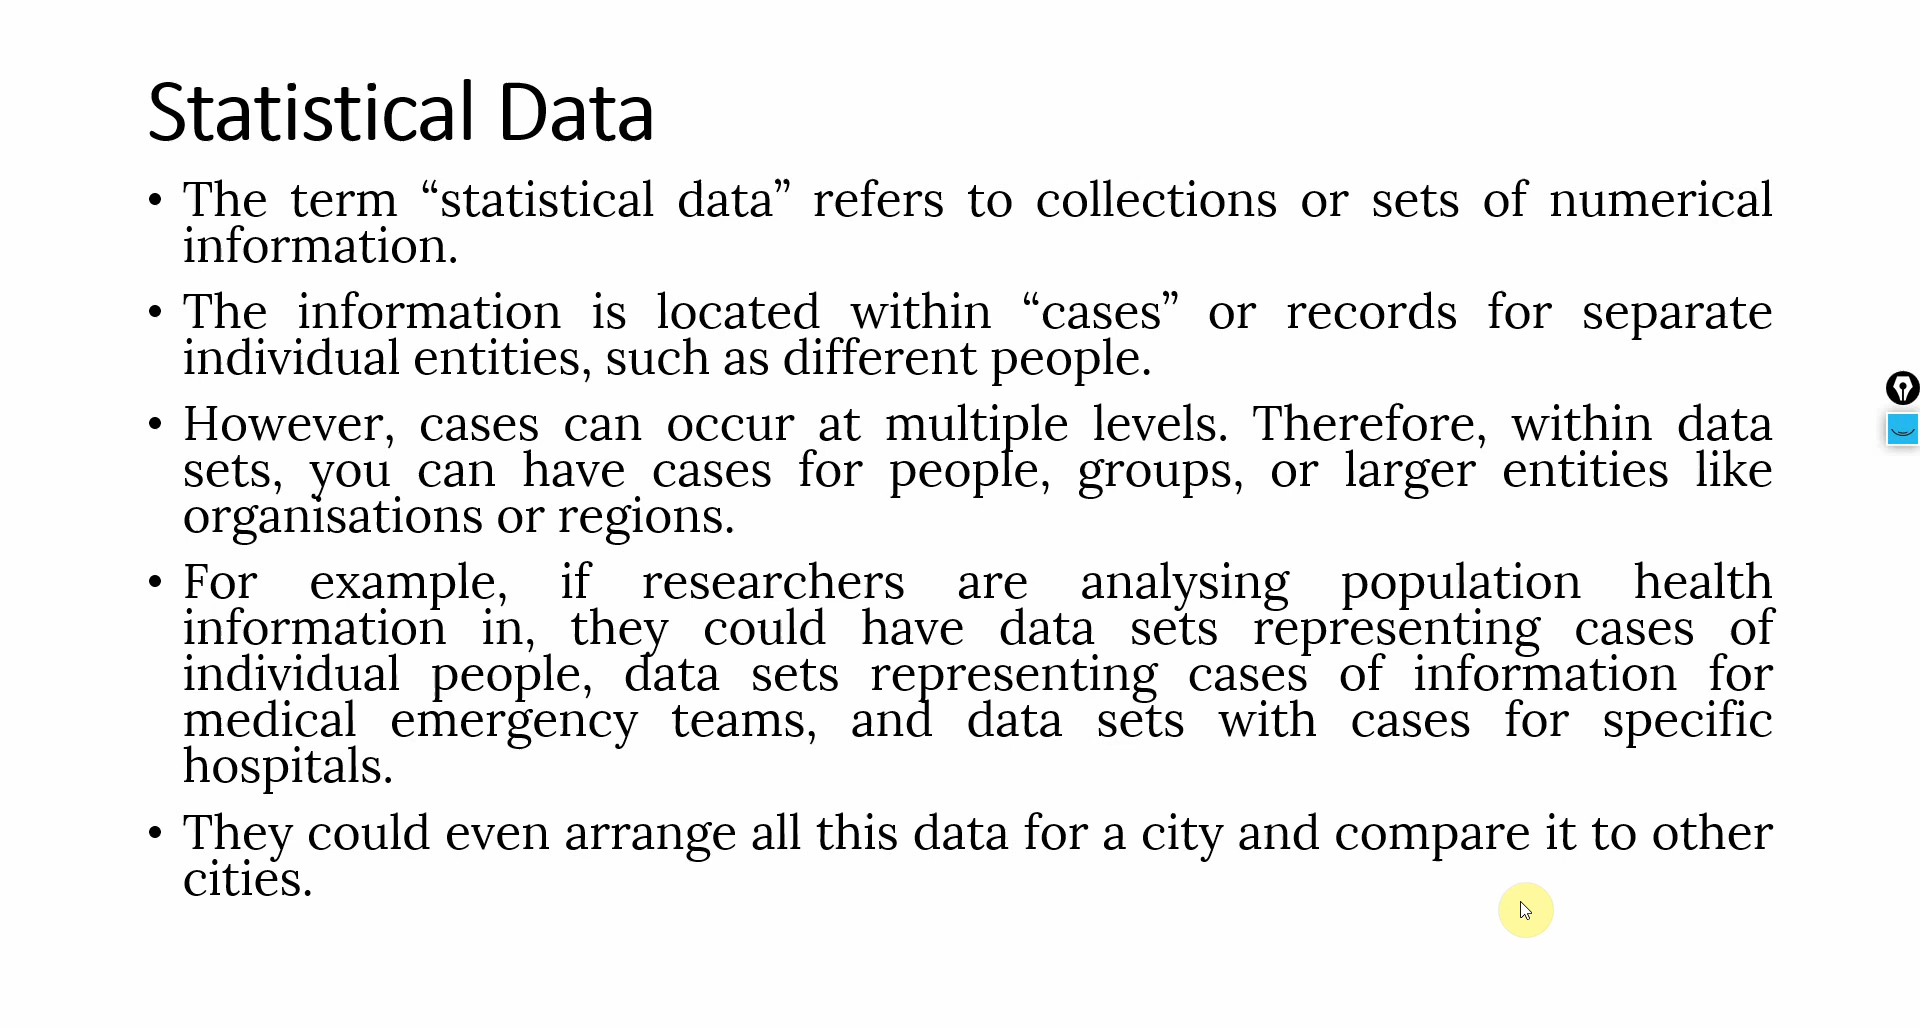 Statistical Data
• The term “statistical data” refers to collections or sets of numerical
information.
• The information is located within “cases” or records for separate
individual entities, such as different people.
• However, cases can occur at multiple levels. Therefore, within data
sets, you can have cases for people, groups, or larger entities like
organisations or regions.
• For example, if researchers are analysing population health
information in, they could have data sets representing cases of
individual people, data sets representing cases of information for
medical emergency teams, and data sets with cases for specific
hospitals.
• They could even arrange all this data for a city and compare it to other
cities.